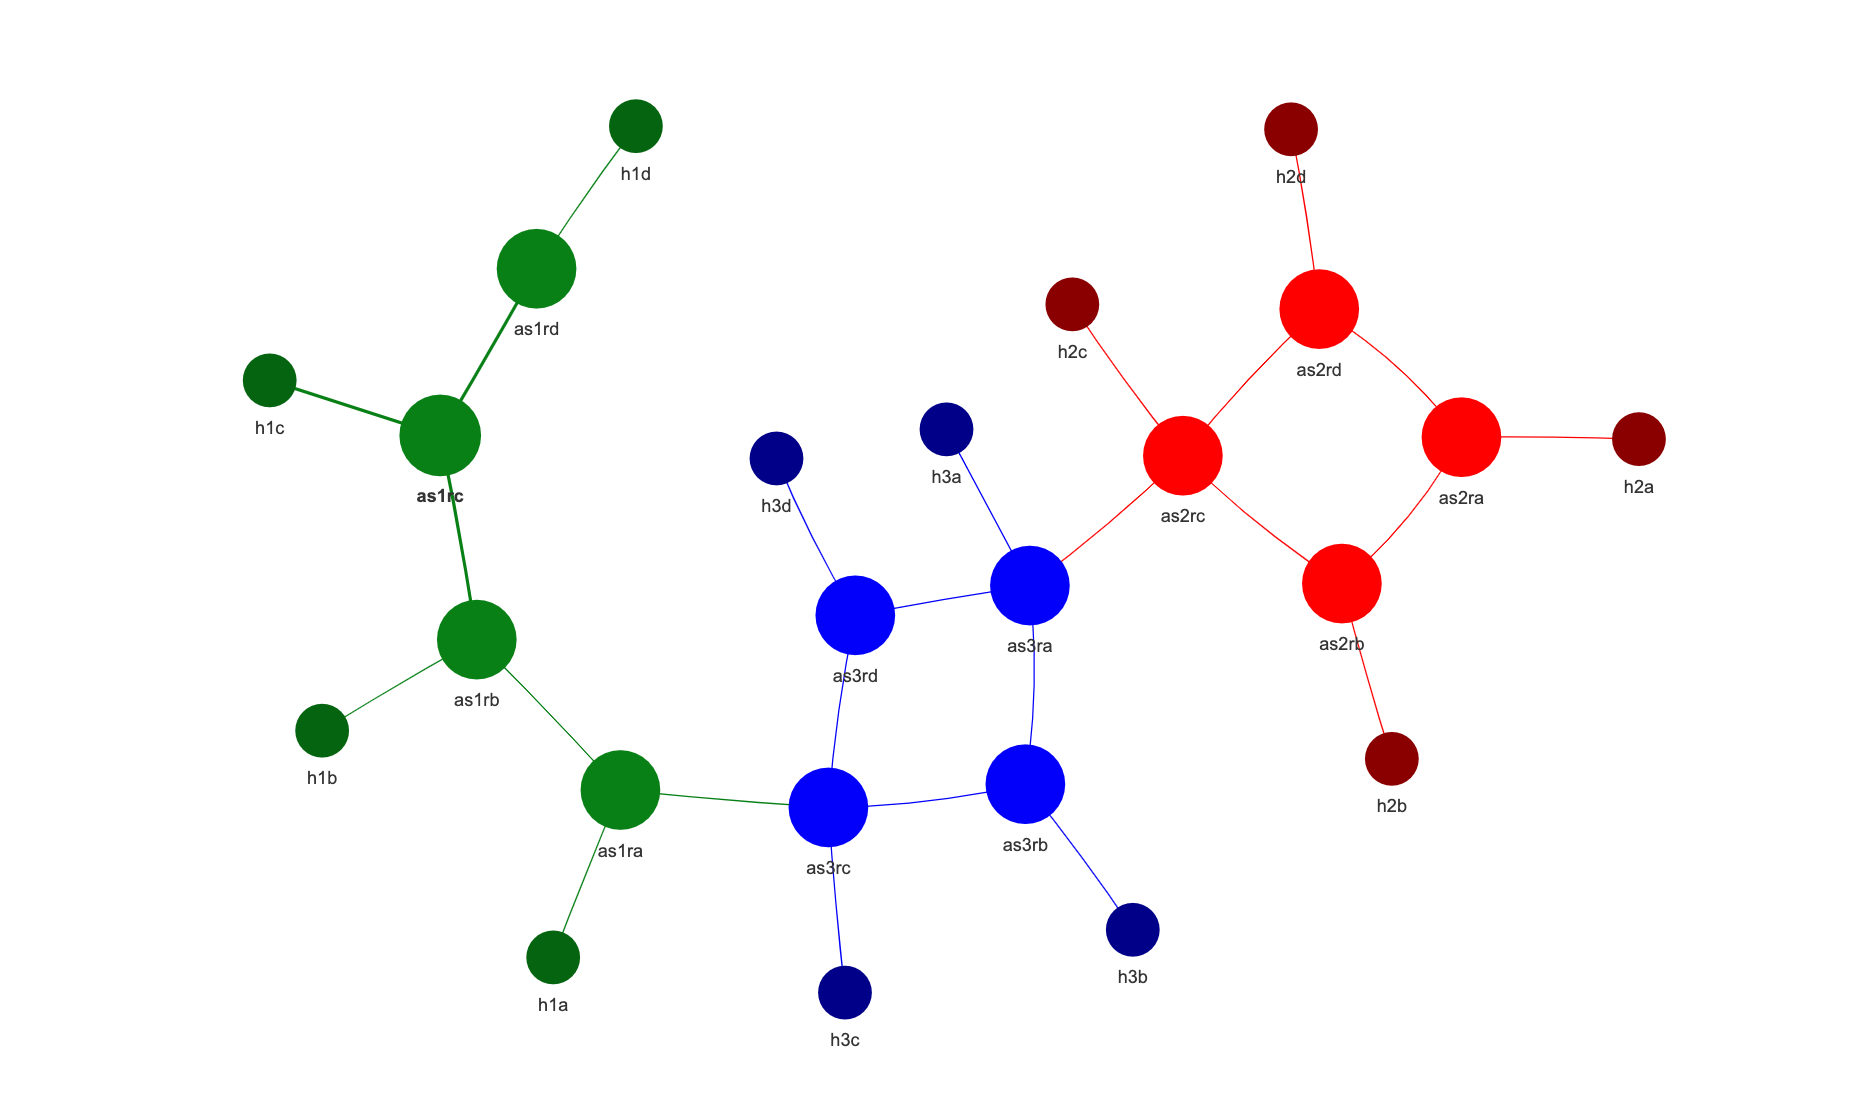 h1d
h2d
as1rd
h2c
as2rd
h1c
h3a
h2a
as1rc
as2ra
h3d
as2rc
as3ra
as2rb
as3rd
as1rb
h1b
h2b
as3rb
as1ra
as3rc
h3b
h1a
h3c